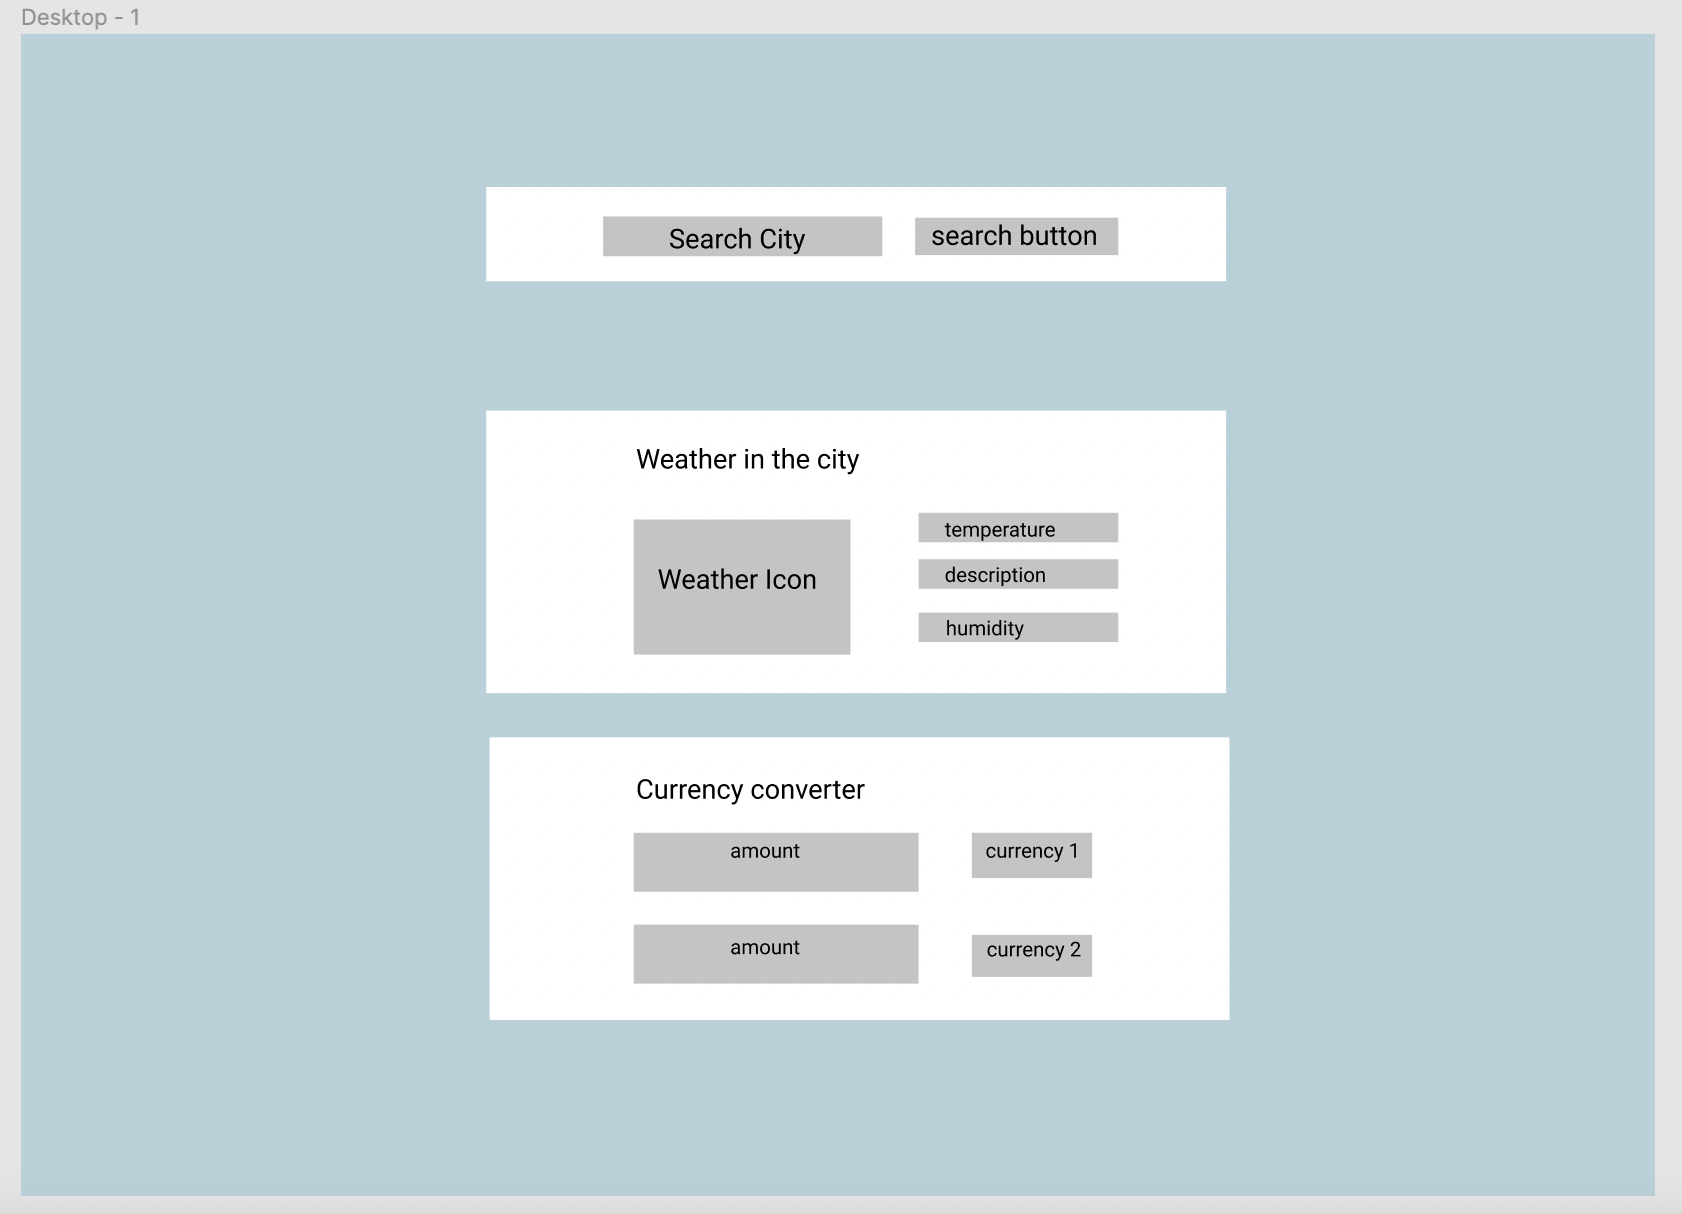 Desktop - 1
Search City
search button
Weather in the city
Weather Icon
temperature
description
humidity
Currency converter
amount
currency 1
amount
currency 2